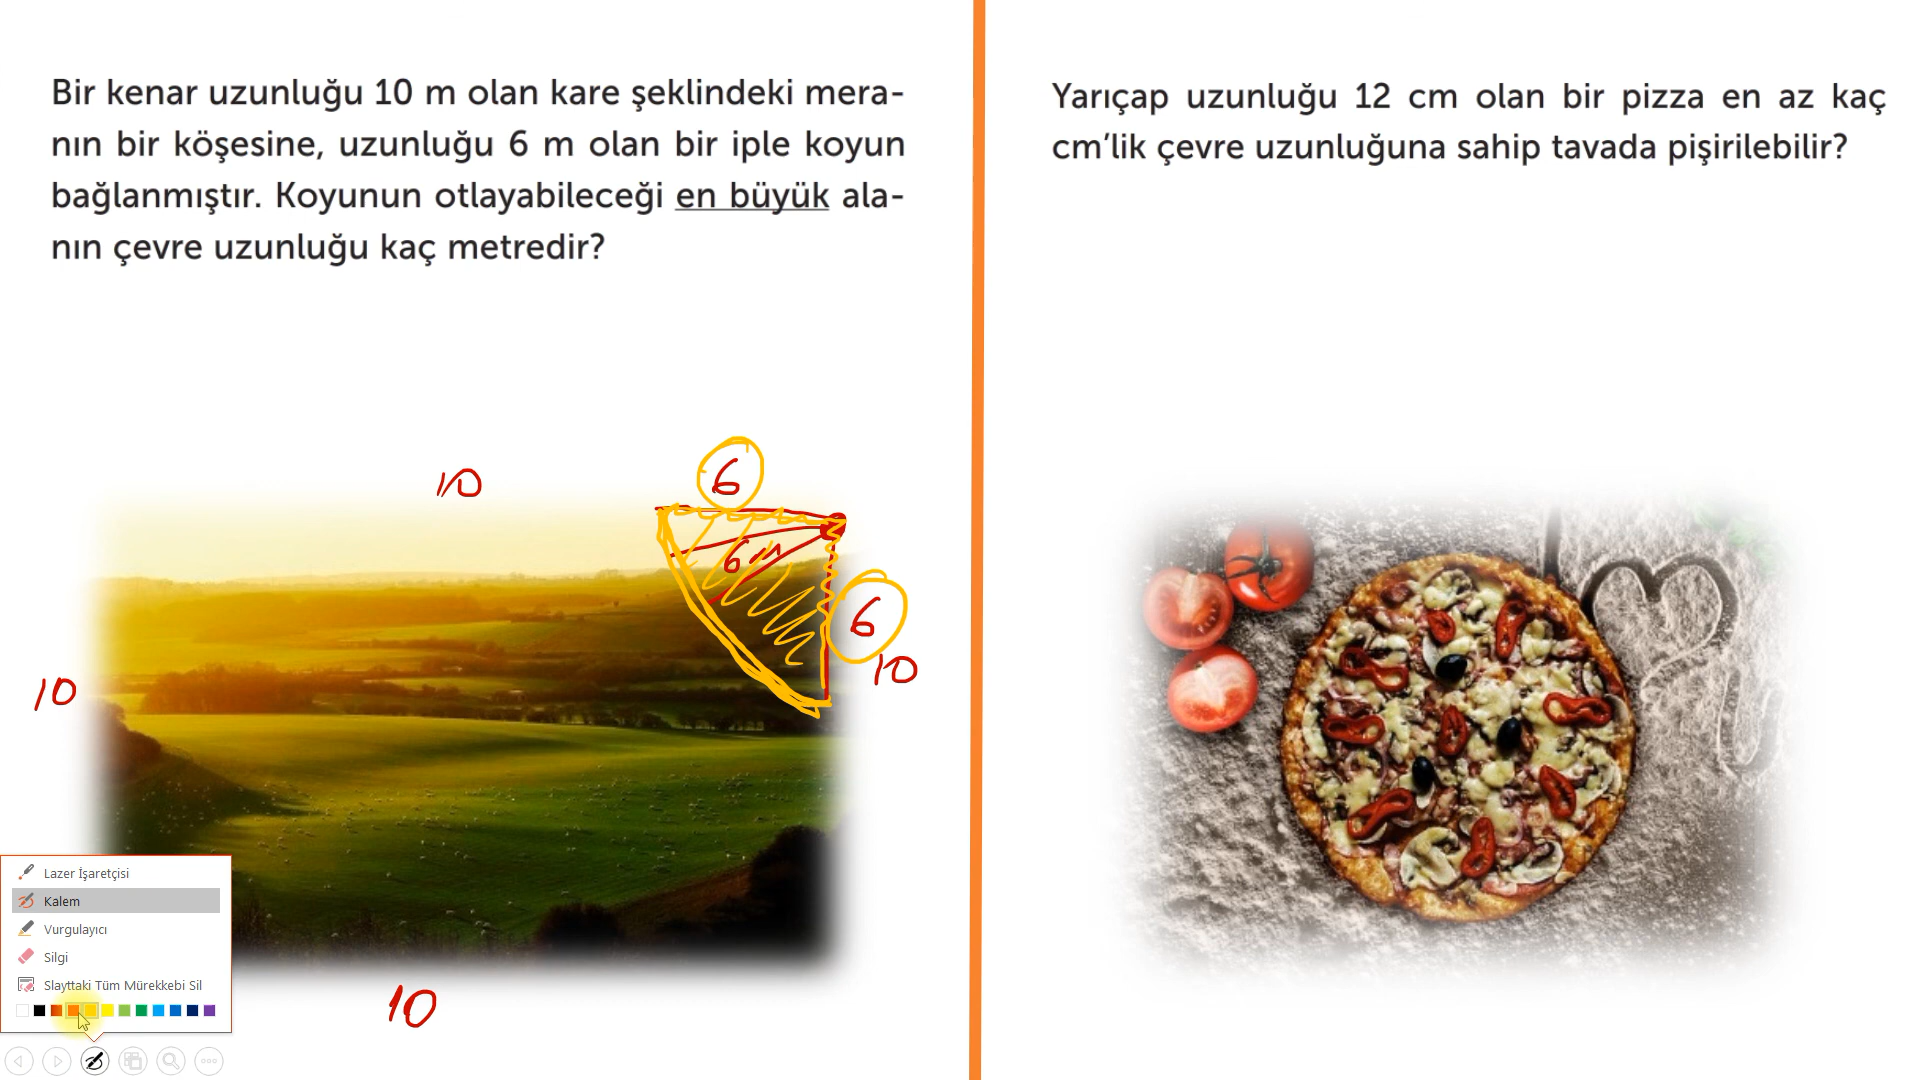 Bir kenar uzunluğu 10 m olan kare şeklindeki mera-
nın bir köşesine, uzunluğu 6 m olan bir iple koyun
bağlanmıştır. Koyunun otlayabileceği en büyük ala-
nın çevre uzunluğu kaç metredir?
10
6
6m
6
10
10
10
Lazer İşaretçisi
Kalem
Vurgulayıcı
Silgi
Slayttaki Tüm Mürekkebi Sil
Yarıçap uzunluğu 12 cm olan bir pizza en az kaç
cm'lik çevre uzunluğuna sahip tavada pişirilebilir?